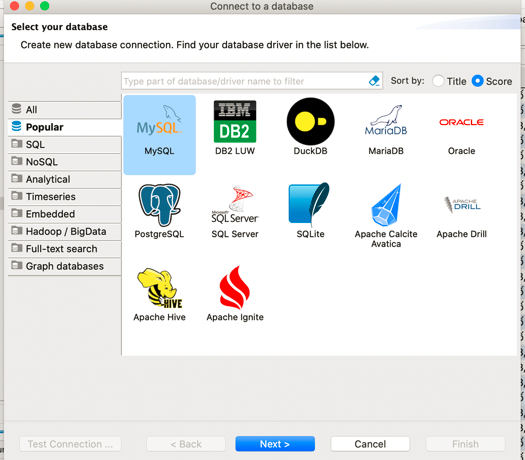 Connect to a database
Select your database
Create new database connection. Find your database driver in the list below.
Type part of database/driver name to filter
Sort by:
Title
Score
All
Popular
SQL
NoSQL
Analytical
Timeseries
Embedded
Hadoop / BigData
Full-text search
Graph databases
MySQL
MySQL
IBM
DB2
DB2 LUW
DuckDB
MariaDB
MariaDB
ORACLE
Oracle
PostgreSQL
Microsoft
SQL Server
SQL Server
SQLite
Apache Calcite
Avatica
APACHE
DRILL
Apache Drill
HIVE
Apache Hive
Apache Ignite
Test Connection ...
< Back
Next >
Cancel
Finish